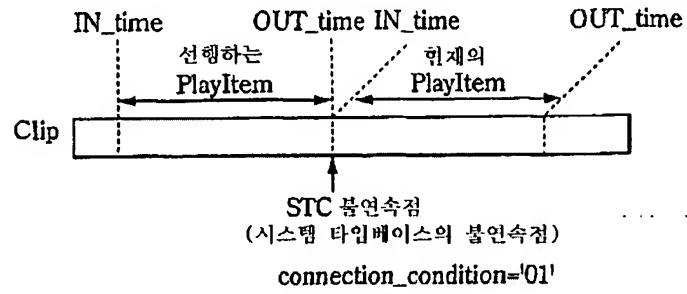 IN_time OUT_time IN_time OUT_time
선행하는 현재의
PlayItem PlayItem
Clip
STC 불연속점
(시스템 타임베이스의 불연속점)
connection_condition='01'